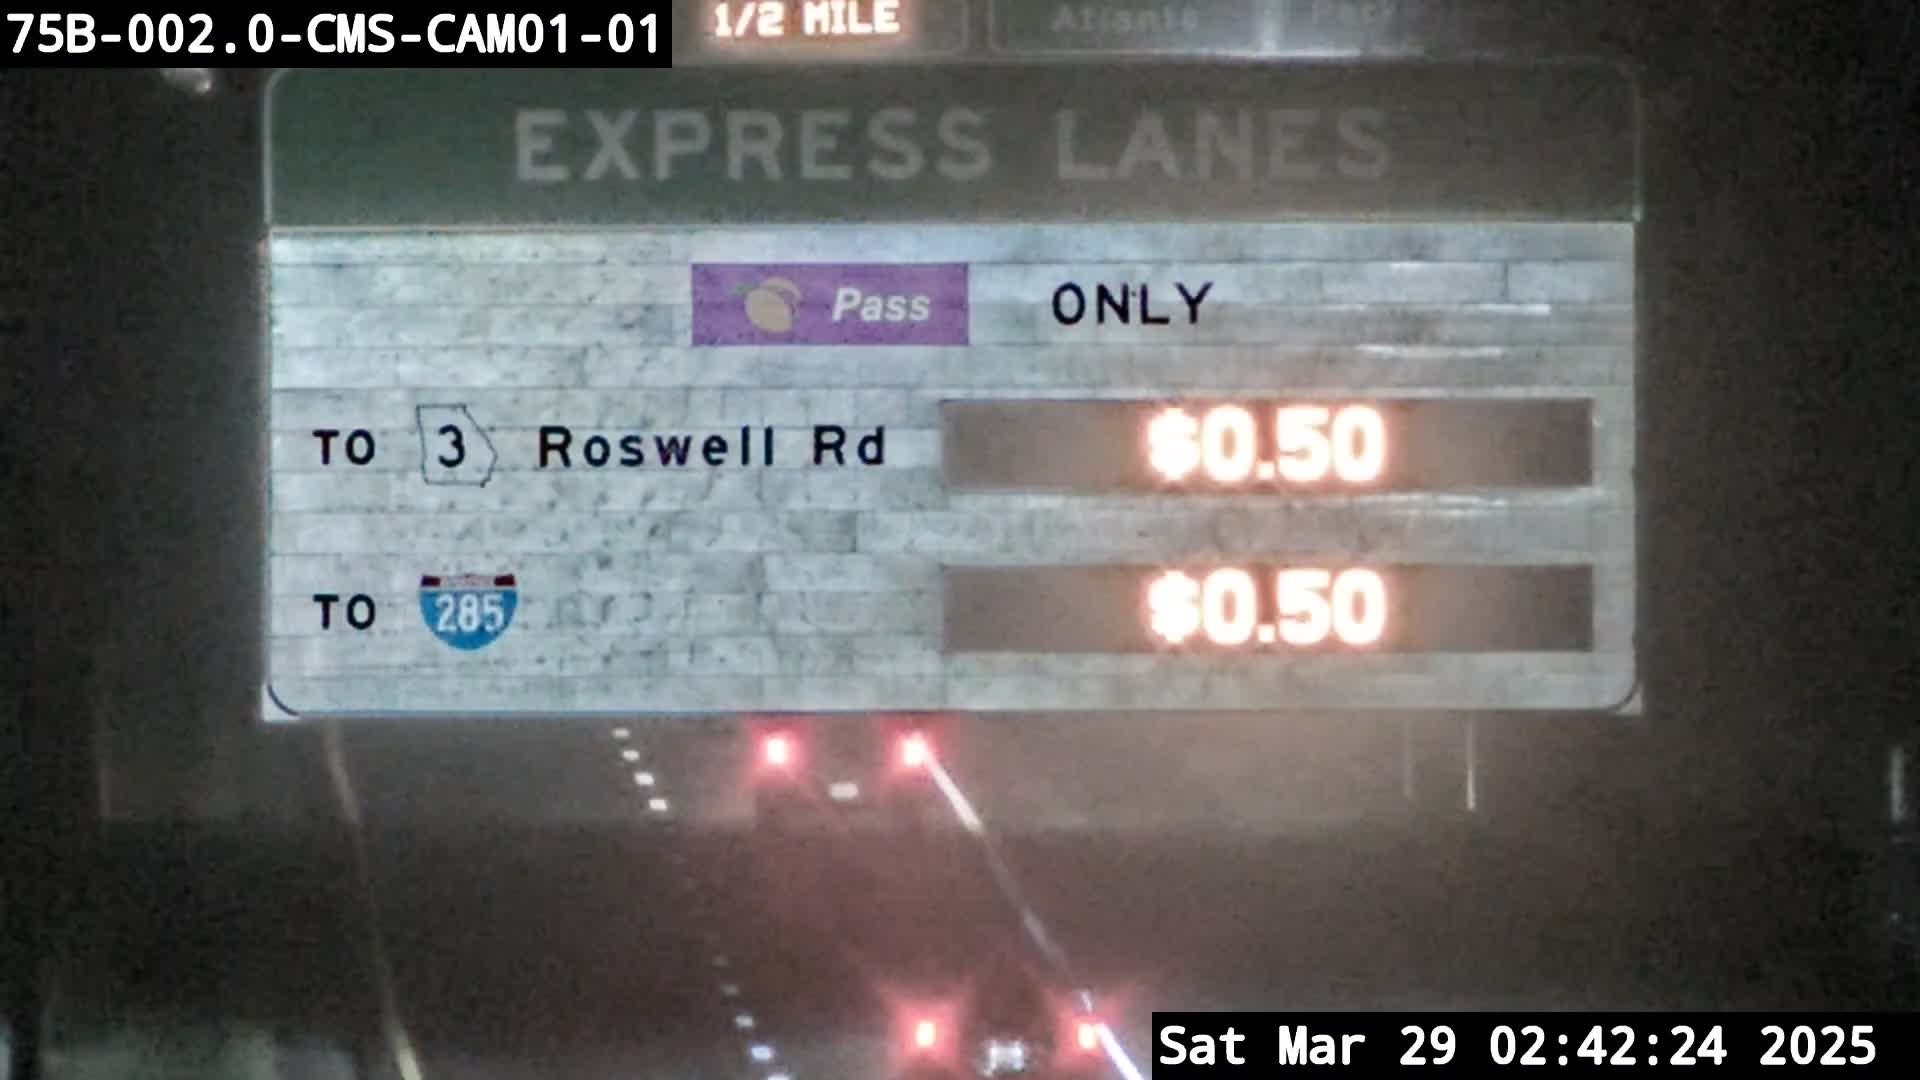 75B-002.0-CMS-CAM01-01
1/2 MILE
Atlanta
EXPRESS LANES
Pass ONLY
TO 3 Roswell Rd $0.50
TO 285 $0.50
Sat Mar 29 02:42:24 2025